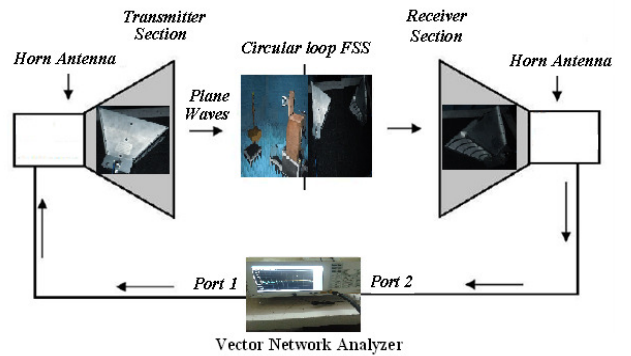 Transmitter
Section
Receiver
Section
Circular loop FSS
Horn Antenna
Horn Antenna
Plane
Waves
Port 1
Port 2
Vector Network Analyzer